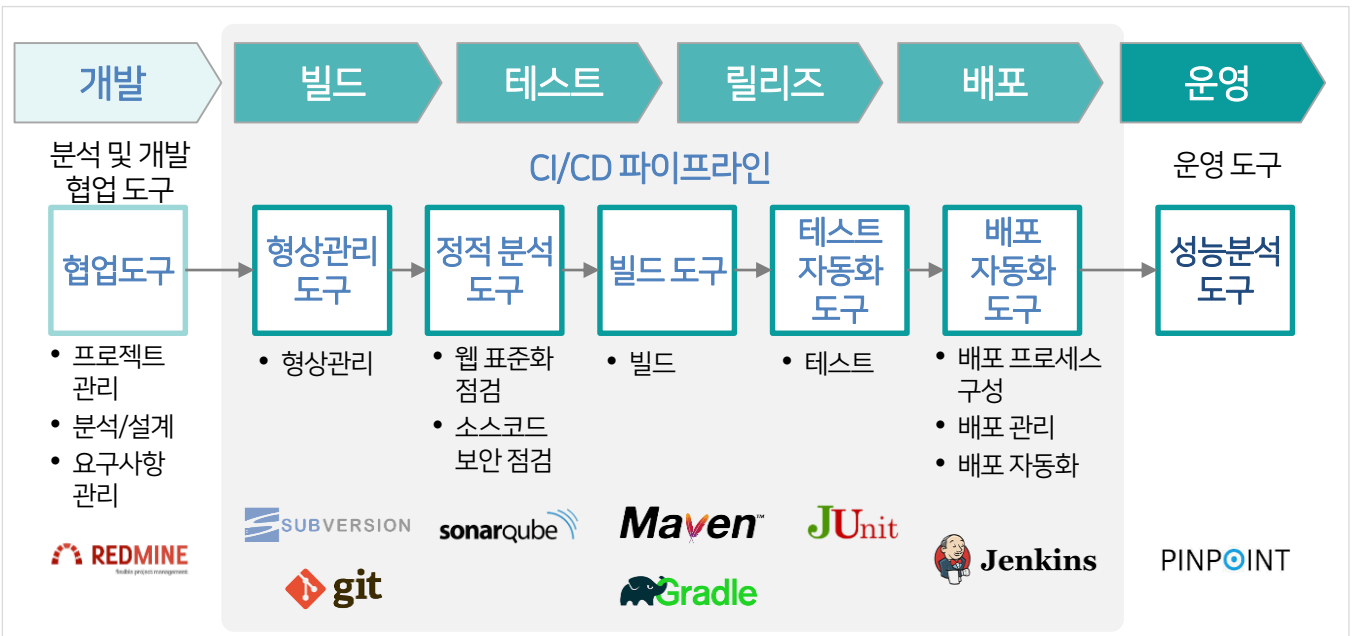 개발
빌드
테스트
릴리즈
배포
운영
분석 및 개발
협업 도구
CI/CD 파이프라인
운영 도구
협업도구
형상관리
도구
정적 분석
도구
빌드 도구
테스트
자동화
도구
배포
자동화
도구
성능분석
도구
• 프로젝트
관리
• 분석/설계
• 요구사항
관리
• 형상관리
• 웹 표준화
점검
• 소스코드
보안 점검
• 빌드
• 테스트
• 배포 프로세스
구성
• 배포 관리
• 배포 자동화
REDMINE
flexible project management
SUBVERSION
git
sonarqube
Maven™
Gradle
JUnit
Jenkins
PINPOINT